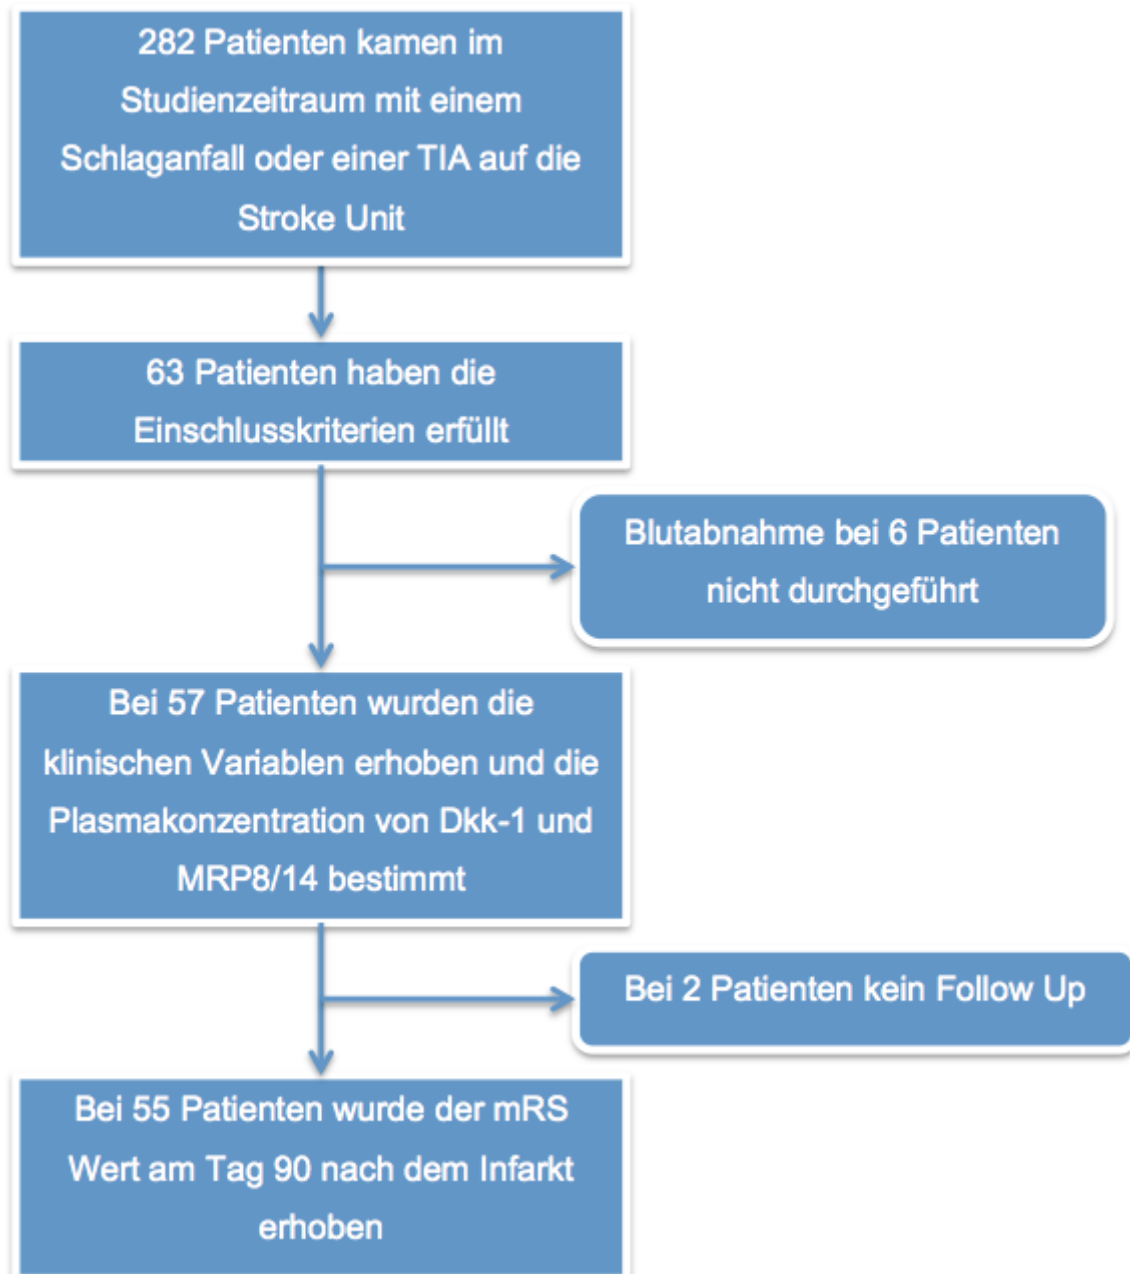 282 Patienten kamen im
Studienzeitraum mit einem
Schlaganfall oder einer TIA auf die
Stroke Unit
63 Patienten haben die
Einschlusskriterien erfüllt
Blutabnahme bei 6 Patienten
nicht durchgeführt
Bei 57 Patienten wurden die
klinischen Variablen erhoben und die
Plasmakonzentration von Dkk-1 und
MRP8/14 bestimmt
Bei 2 Patienten kein Follow Up
Bei 55 Patienten wurde der mRS
Wert am Tag 90 nach dem Infarkt
erhoben